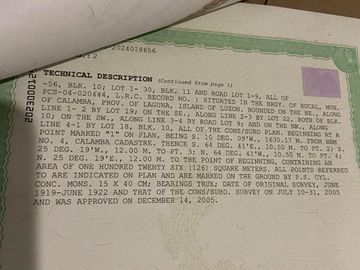 2024018656
TECHNICAL DESCRIPTION (Continued from page 1)
-56, BLK. 10; LOT 1- 30, BLK. 11 AND ROAD LOT 1-9, ALL OF
PCS-04-020444, L.R.C. RECORD NO. ) SITUATED IN THE BRGY. OF BUCAL, MUN.
OF CALAMBA, PROV. OF LAGUNA, ISLAND OF LUZON. BOUNDED ON THE NE., ALONG
LINE 1- 2 BY LOT 19; ON THE SE., ALONG LINE 2-3 BY LOT 22, BOTH OF BLK.
10; ON THE SW., ALONG LINE 3-4 BY ROAD LOT 9; AND ON THE NW., ALONG
LINE 4-1 BY LOT 18, BLK. 10, ALL OF THE CONS/SUBD. PLAN. BEGINNING AT A
POINT MARKED "1" ON PLAN, BEING S. 10 DEG. 09'W., 1630.17 M. FROM BBM
NO. 4, CALAMBA CADASTRE. THENCE S. 64 DEG. 41'E., 10.50 M. TO PT. 2; S.
25 DEG. 19'W., 12.00 M. TO PT. 3; N. 64 DEG. 41'W., 10.50 M. TO PT. 4;
N. 25 DEG. 19'E., 12.00 M. TO THE POINT OF BEGINNING, CONTAINING AN
AREA OF ONE HUNDRED TWENTY SIX (126) SQUARE METERS. ALL POINTS REFERRED
TO ARE INDICATED ON PLAN AND ARE MARKED ON THE GROUND BY P.S. CYL.
CONC. MONS. 15 X 40 CM; BEARINGS TRUE; DATE OF ORIGINAL SURVEY, JUNE
1919-JUNE 1922 AND THAT OF THE CONS/SUBD. SURVEY ON JULY 10-31, 2005
AND WAS APPROVED ON DECEMBER 14, 2005.